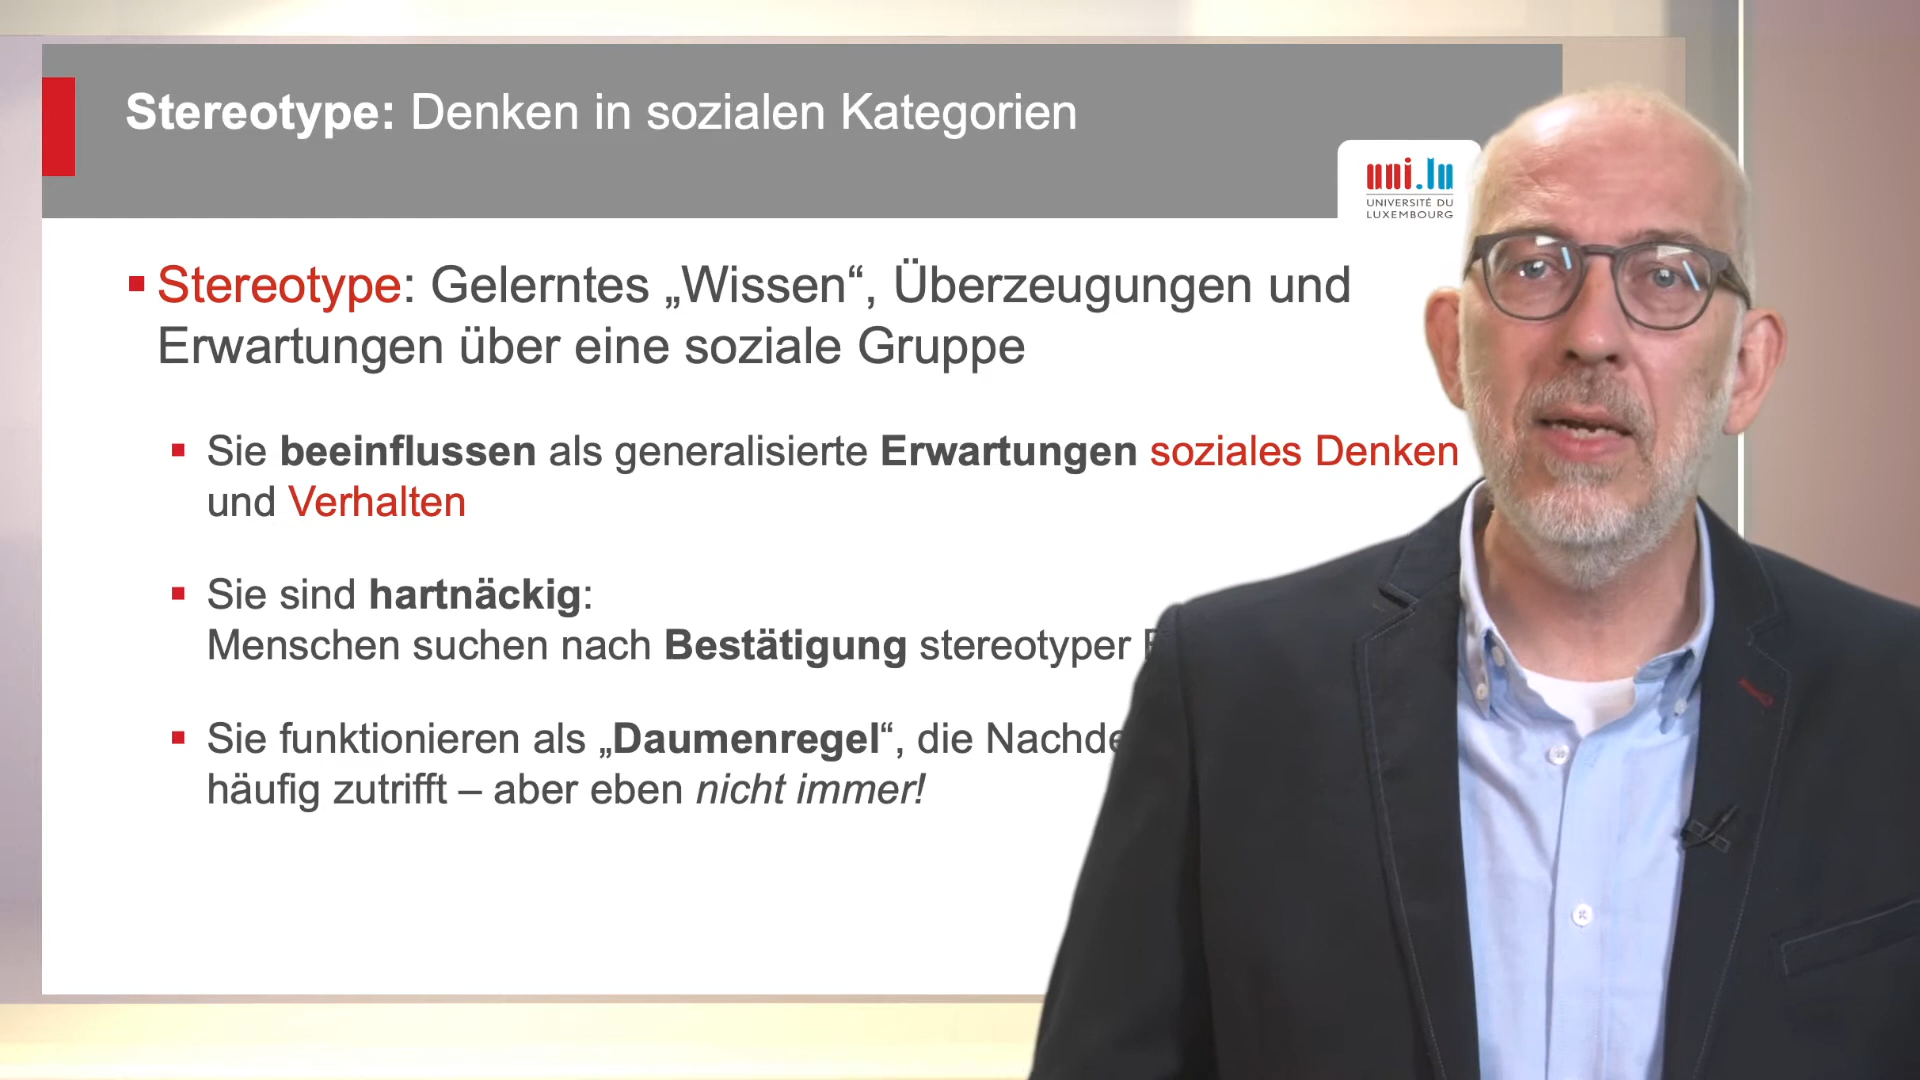 Stereotype: Denken in sozialen Kategorien
uni.lu
UNIVERSITÉ DU
LUXEMBOURG
Stereotype: Gelerntes „Wissen“, Überzeugungen und
Erwartungen über eine soziale Gruppe
Sie beeinflussen als generalisierte Erwartungen soziales Denken
und Verhalten
Sie sind hartnäckig:
Menschen suchen nach Bestätigung stereotyper
Sie funktionieren als „Daumenregel“, die
häufig zutrifft – aber eben nicht immer!